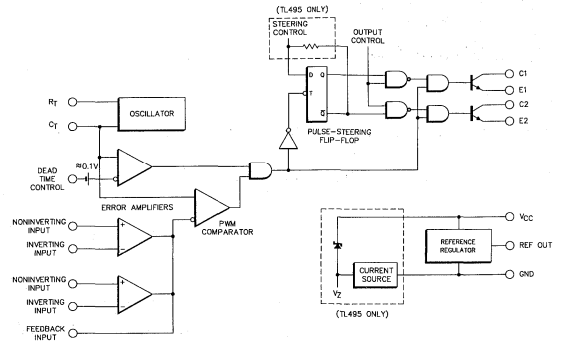 (TL495 ONLY)
STEERING
CONTROL
OUTPUT
CONTROL
D Q
T
Q̅
PULSE-STEERING
FLIP-FLOP
C1
E1
C2
E2
RT
CT
OSCILLATOR
≈0.1V
DEAD
TIME
CONTROL
ERROR AMPLIFIERS
PWM
COMPARATOR
NONINVERTING
INPUT
INVERTING
INPUT
+
−
NONINVERTING
INPUT
INVERTING
INPUT
+
−
FEEDBACK
INPUT
VCC
REFERENCE
REGULATOR
REF OUT
CURRENT
SOURCE
GND
VZ
(TL495 ONLY)